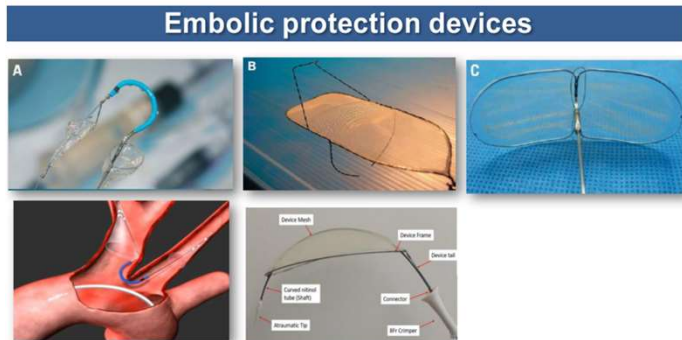 Embolic protection devices
A
B
C
Device Mesh
Device Frame
Device tail
Curved nitinol
tube (Shaft)
Connector
Atraumatic Tip
8Fr Crimper